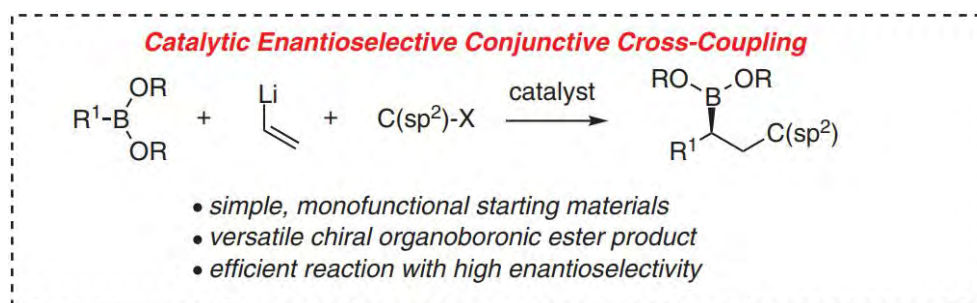 Catalytic Enantioselective Conjunctive Cross-Coupling
R¹-B
OR
OR
+
Li
+
C(sp²)-X
catalyst
RO
B
OR
R¹
C(sp²)
• simple, monofunctional starting materials
• versatile chiral organoboronic ester product
• efficient reaction with high enantioselectivity